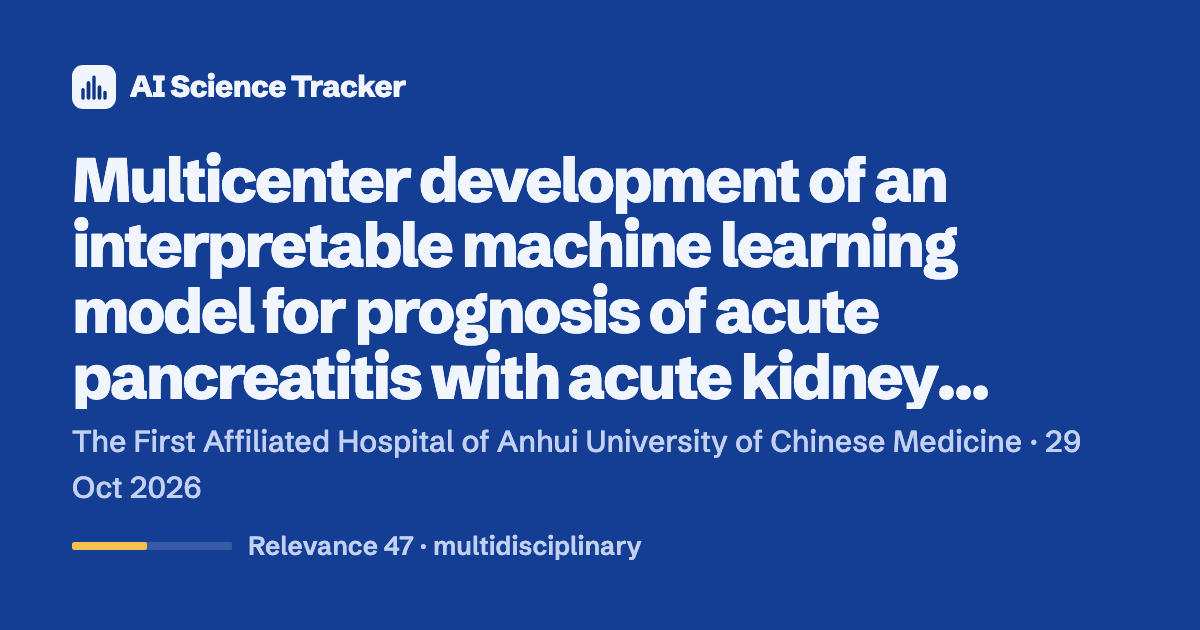 AI Science Tracker
Multicenter development of an
interpretable machine learning
model for prognosis of acute
pancreatitis with acute kidney...
The First Affiliated Hospital of Anhui University of Chinese Medicine · 29
Oct 2026
Relevance 47 · multidisciplinary